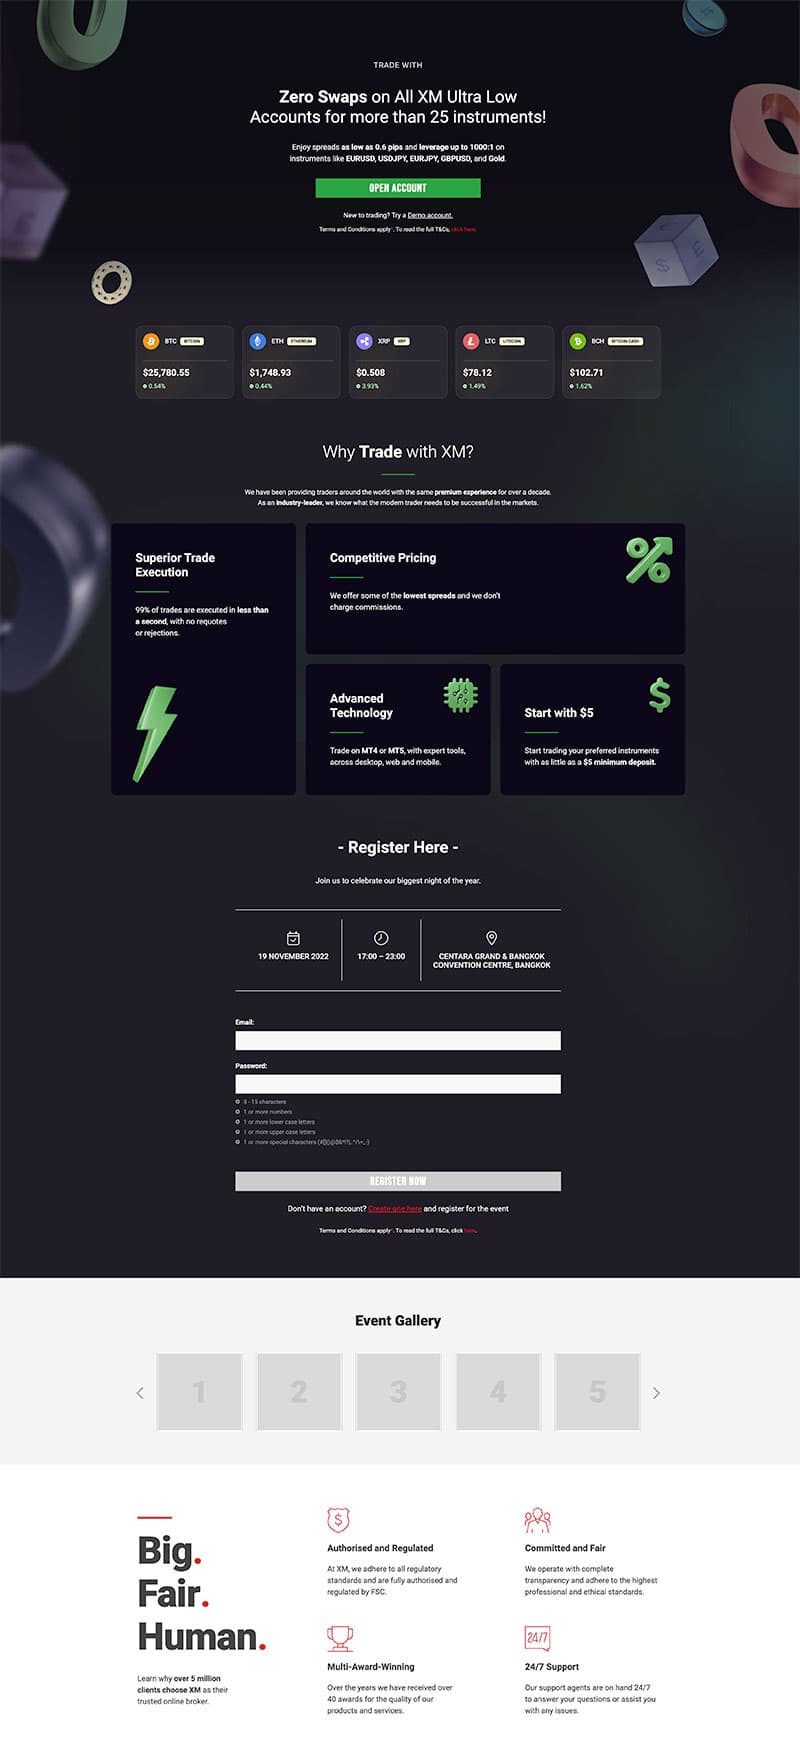 TRADE WITH
Zero Swaps on All XM Ultra Low
Accounts for more than 25 instruments!
Enjoy spreads as low as 0.6 pips and leverage up to 1000:1 on
instruments like EURUSD, USDJPY, EURJPY, GBPUSD, and Gold.
OPEN ACCOUNT
New to trading? Try a Demo account.
Terms and Conditions apply*. To read the full T&Cs, click here.
BTC BITCOIN
$25,780.55
0.54%
ETH ETHEREUM
$1,748.93
0.44%
XRP XRP
$0.508
3.93%
LTC LITECOIN
$78.12
1.49%
BCH BITCOIN CASH
$102.71
1.62%
Why Trade with XM?
We have been providing traders around the world with the same premium experience for over a decade.
As an industry-leader, we know what the modern trader needs to be successful in the markets.
Superior Trade
Execution
99% of trades are executed in less than
a second, with no requotes
or rejections.
Competitive Pricing
We offer some of the lowest spreads and we don't
charge commissions.
Advanced
Technology
Trade on MT4 or MT5, with expert tools,
across desktop, web and mobile.
Start with $5
Start trading your preferred instruments
with as little as a $5 minimum deposit.
- Register Here -
Join us to celebrate our biggest night of the year.
19 NOVEMBER 2022
17:00 – 23:00
CENTARA GRAND & BANGKOK
CONVENTION CENTRE, BANGKOK
Email:
Password:
8 - 15 characters
1 or more numbers
1 or more lower case letters
1 or more upper case letters
1 or more special characters
REGISTER NOW
Don't have an account? Create one here and register for the event
Terms and Conditions apply*. To read the full T&Cs, click here.
Event Gallery
1
2
3
4
5
Big.
Fair.
Human.
Learn why over 5 million
clients choose XM as their
trusted online broker.
Authorised and Regulated
At XM, we adhere to all regulatory
standards and are fully authorised and
regulated by FSC.
Committed and Fair
We operate with complete
transparency and adhere to the highest
professional and ethical standards.
Multi-Award-Winning
Over the years we have received over
40 awards for the quality of our
products and services.
24/7
24/7 Support
Our support agents are on hand 24/7
to answer your questions or assist you
with any issues.